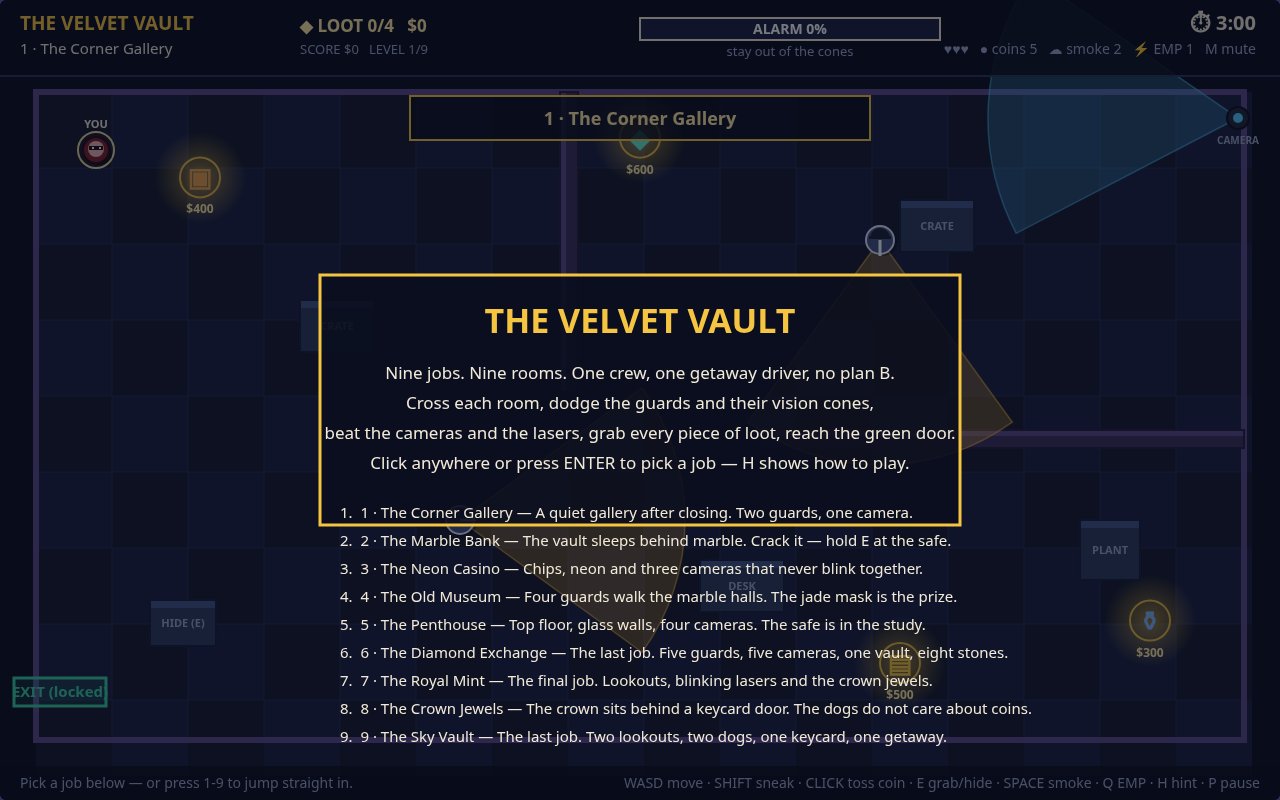 THE VELVET VAULT
1 · The Corner Gallery
◆ LOOT 0/4 $0
SCORE $0 LEVEL 1/9
ALARM 0%
stay out of the cones
⏱ 3:00
♥♥♥ ● coins 5 ☁ smoke 2 ⚡ EMP 1 M mute
1 · The Corner Gallery
YOU
$400
$600
CAMERA
CRATE
CRATE
THE VELVET VAULT
Nine jobs. Nine rooms. One crew, one getaway driver, no plan B.
Cross each room, dodge the guards and their vision cones,
beat the cameras and the lasers, grab every piece of loot, reach the green door.
Click anywhere or press ENTER to pick a job — H shows how to play.
1. 1 · The Corner Gallery — A quiet gallery after closing. Two guards, one camera.
2. 2 · The Marble Bank — The vault sleeps behind marble. Crack it — hold E at the safe.
3. 3 · The Neon Casino — Chips, neon and three cameras that never blink together.
4. 4 · The Old Museum — Four guards walk the marble halls. The jade mask is the prize.
5. 5 · The Penthouse — Top floor, glass walls, four cameras. The safe is in the study.
6. 6 · The Diamond Exchange — The last job. Five guards, five cameras, one vault, eight stones.
7. 7 · The Royal Mint — The final job. Lookouts, blinking lasers and the crown jewels.
8. 8 · The Crown Jewels — The crown sits behind a keycard door. The dogs do not care about coins.
9. 9 · The Sky Vault — The last job. Two lookouts, two dogs, one keycard, one getaway.
PLANT
DESK
HIDE (E)
$300
$500
EXIT (locked)
Pick a job below — or press 1-9 to jump straight in.
WASD move · SHIFT sneak · CLICK toss coin · E grab/hide · SPACE smoke · Q EMP · H hint · P pause